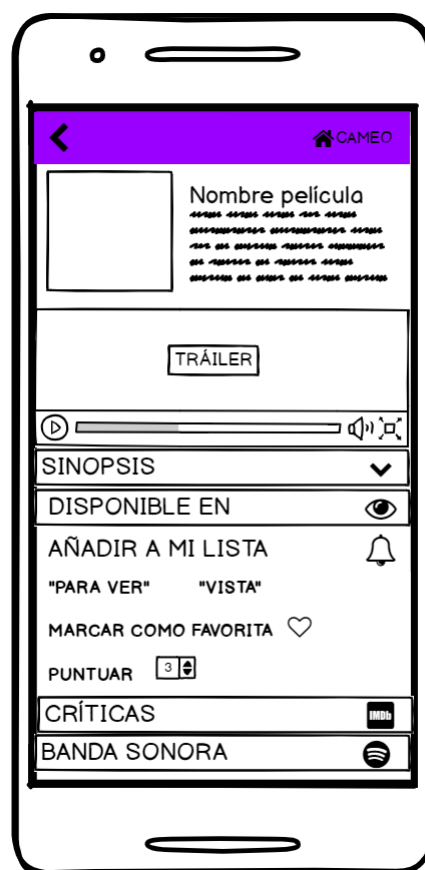 CAMEO
Nombre película
TRÁILER
SINOPSIS
DISPONIBLE EN
AÑADIR A MI LISTA
"PARA VER" "VISTA"
MARCAR COMO FAVORITA
PUNTUAR 3
CRÍTICAS IMDb
BANDA SONORA